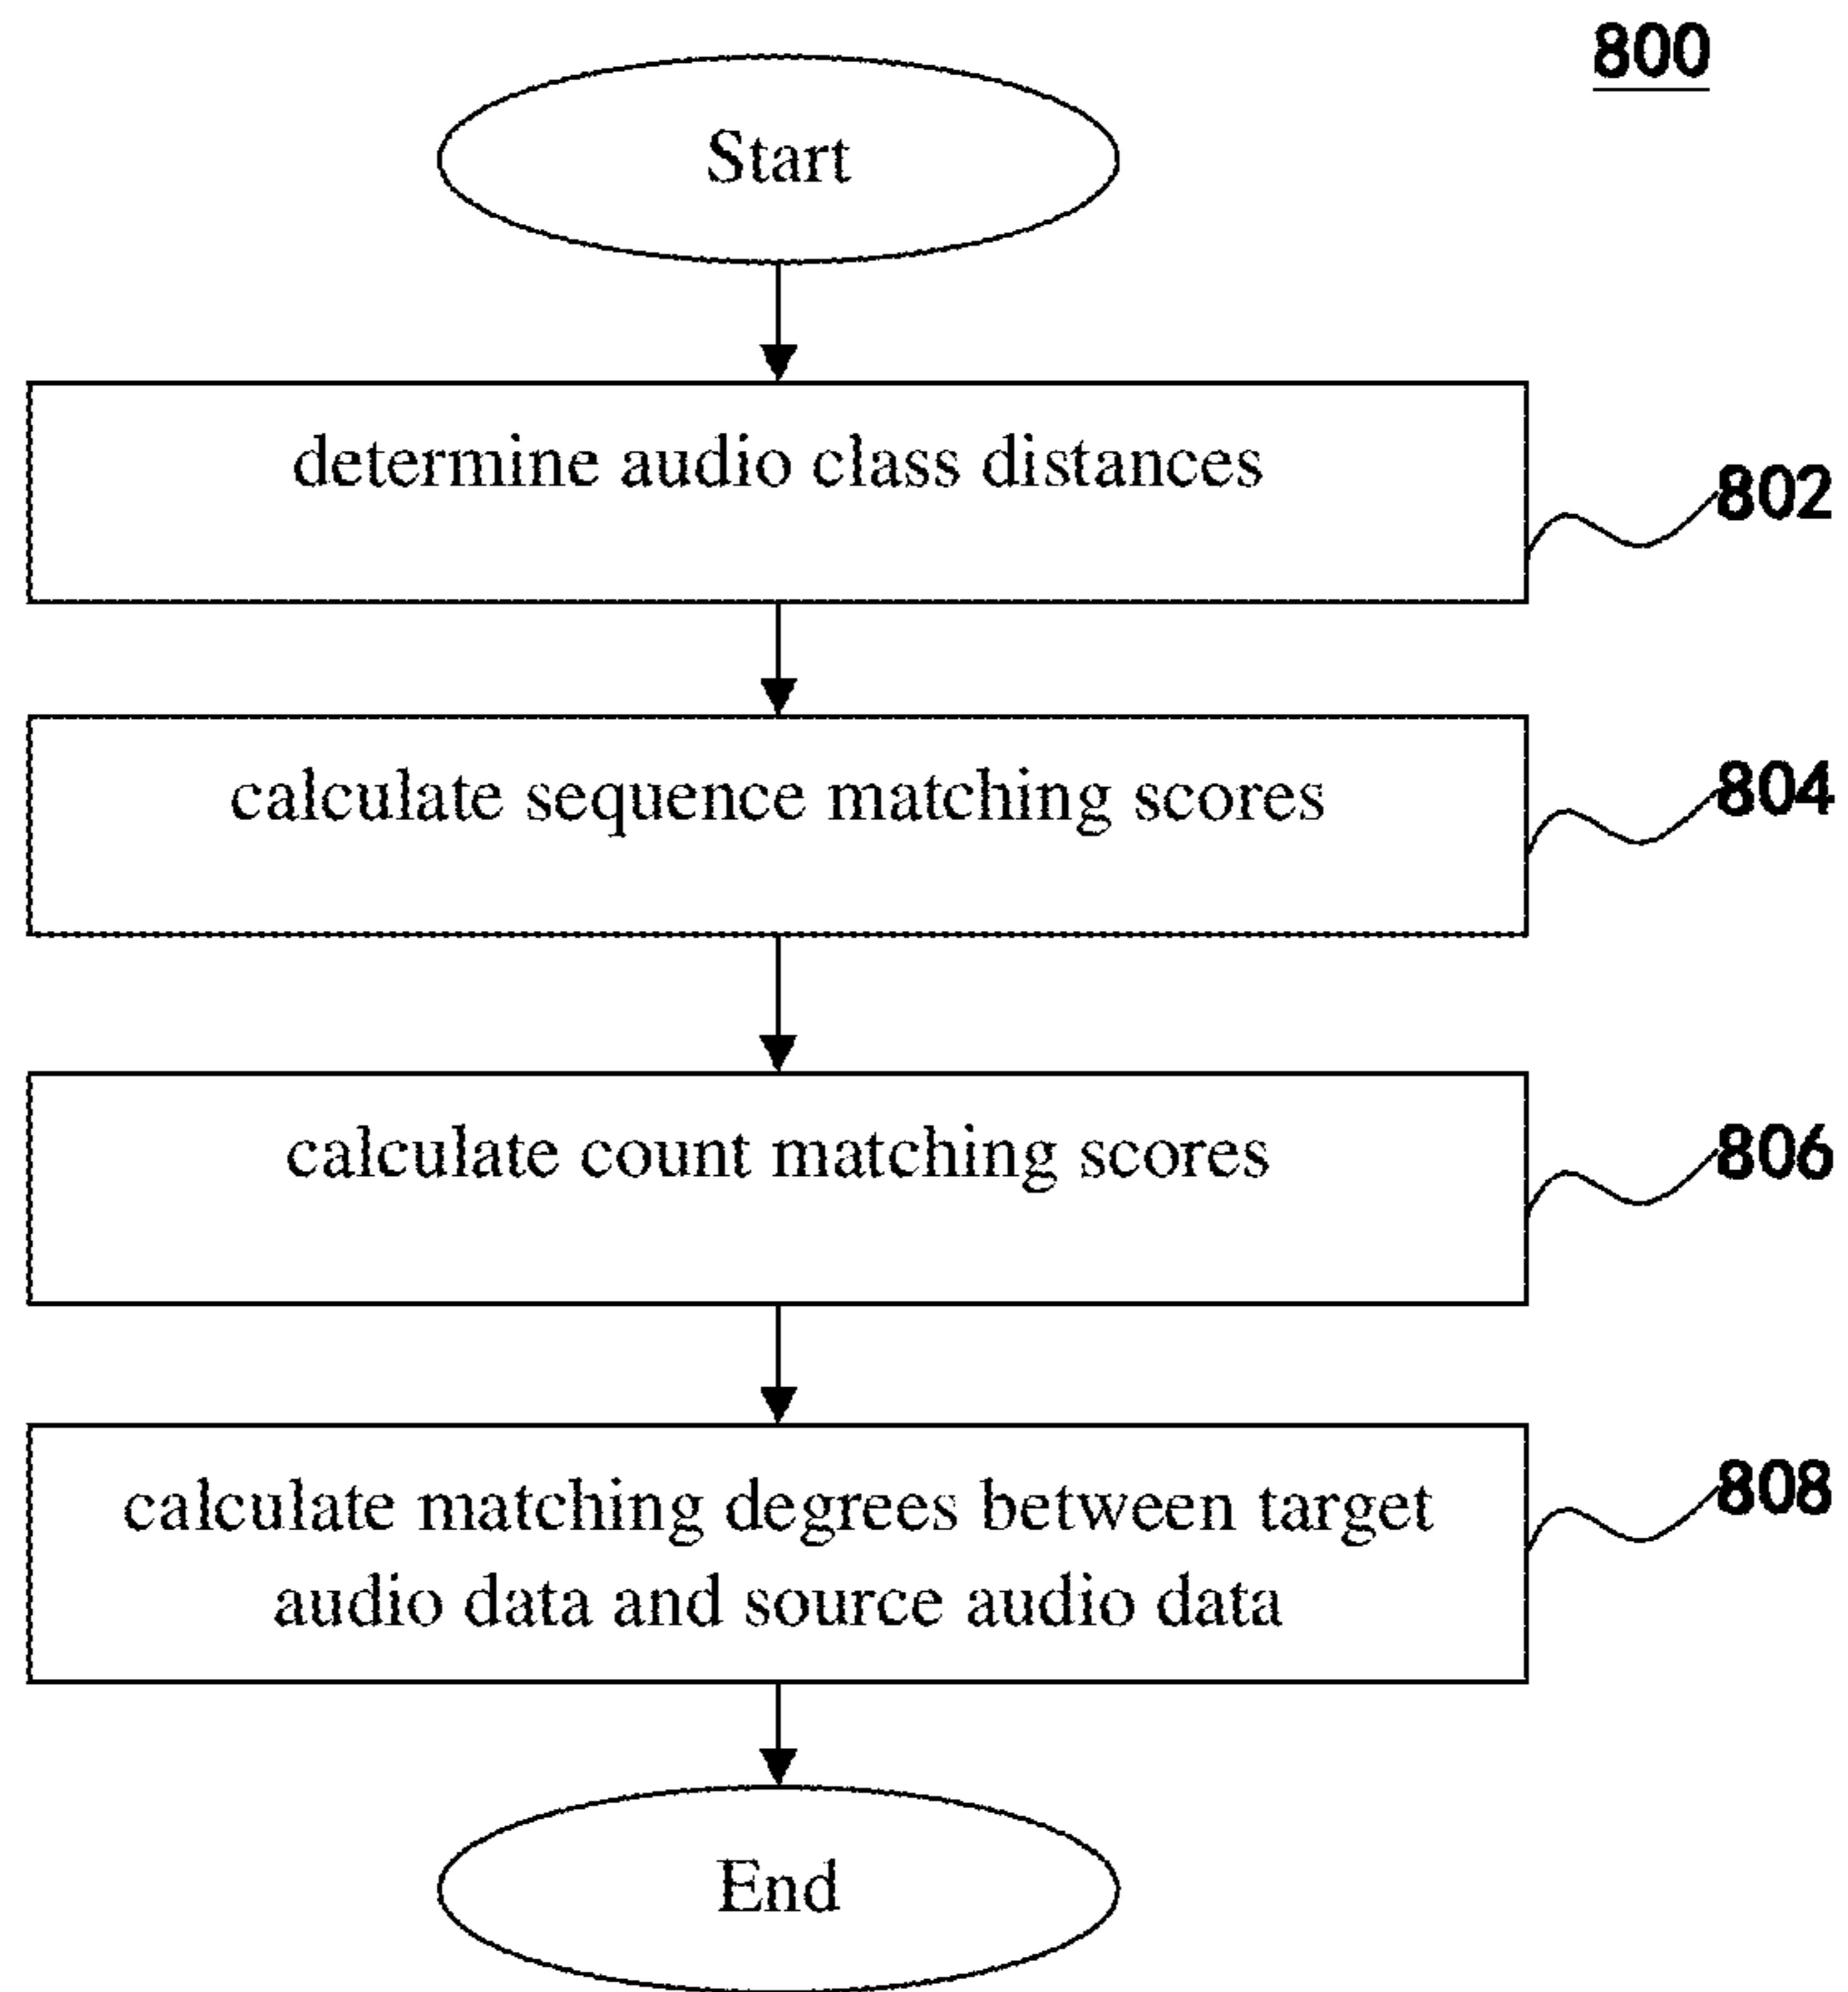 800
Start
determine audio class distances
802
calculate sequence matching scores
804
calculate count matching scores
806
calculate matching degrees between target
audio data and source audio data
808
End